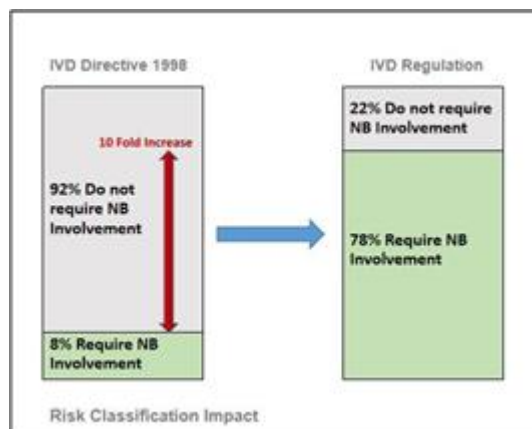 IVD Directive 1998
IVD Regulation
10 Fold Increase
92% Do not
require NB
Involvement
8% Require NB
Involvement
22% Do not require
NB Involvement
78% Require NB
Involvement
Risk Classification Impact